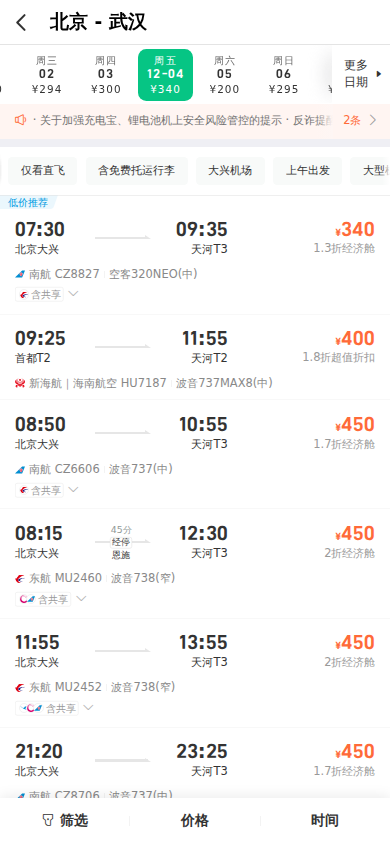 北京 - 武汉
周三 周四 周五 周六 周日
02 03 12-04 05 06
¥294 ¥300 ¥340 ¥200 ¥295
更多
日期
· 关于加强充电宝、锂电池机上安全风险管控的提示 · 反诈提 2条
仅看直飞 含免费托运行李 大兴机场 上午出发 大型
低价推荐
07:30 09:35 ¥340
北京大兴 天河T3 1.3折经济舱
南航 CZ8827 空客320NEO(中)
含共享
09:25 11:55 ¥400
首都T2 天河T2 1.8折超值折扣
新海航｜海南航空 HU7187 波音737MAX8(中)
08:50 10:55 ¥450
北京大兴 天河T3 1.7折经济舱
南航 CZ6606 波音737(中)
含共享
08:15 45分 12:30 ¥450
经停
北京大兴 恩施 天河T3 2折经济舱
东航 MU2460 波音738(窄)
含共享
11:55 13:55 ¥450
北京大兴 天河T3 2折经济舱
东航 MU2452 波音738(窄)
含共享
21:20 23:25 ¥450
北京大兴 天河T3 1.7折经济舱
南航 CZ8706 波音737(中)
筛选 价格 时间